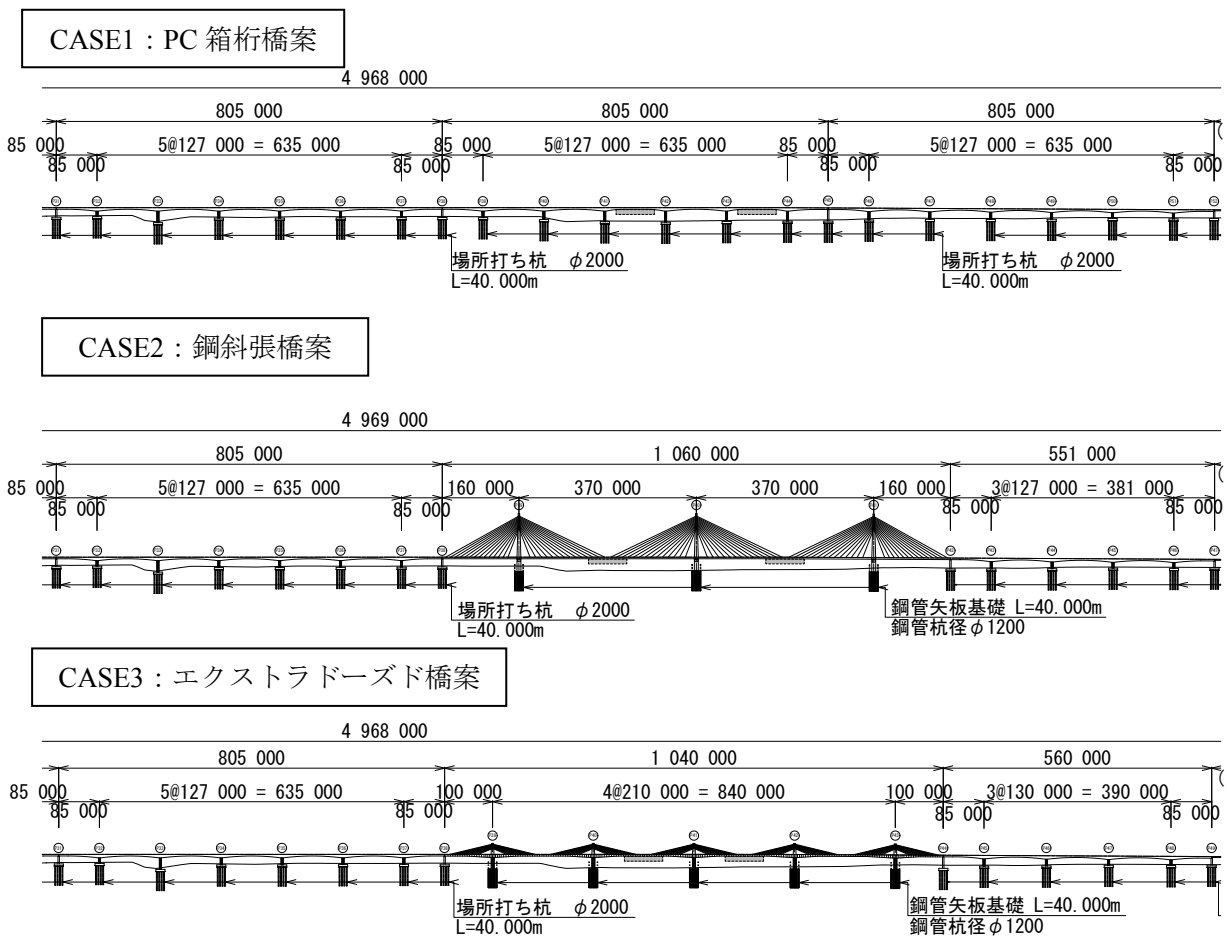 CASE1：PC 箱桁橋案
4 968 000
805 000 805 000 805 000
85 000 5@127 000 = 635 000 85 000 5@127 000 = 635 000 85 000 5@127 000 = 635 000
85 000 85 000 85 000 85 000
場所打ち杭 φ2000 場所打ち杭 φ2000
L=40.000m L=40.000m
CASE2：鋼斜張橋案
4 969 000
805 000 1 060 000 551 000
85 000 5@127 000 = 635 000 160 000 370 000 370 000 160 000 3@127 000 = 381 000
85 000 85 000 85 000 85 000
場所打ち杭 φ2000 鋼管矢板基礎 L=40.000m
L=40.000m 鋼管杭径φ1200
CASE3：エクストラドーズド橋案
4 968 000
805 000 1 040 000 560 000
85 000 5@127 000 = 635 000 100 000 4@210 000 = 840 000 100 000 3@130 000 = 390 000
85 000 85 000 85 000 85 000
場所打ち杭 φ2000 鋼管矢板基礎 L=40.000m
L=40.000m 鋼管杭径φ1200